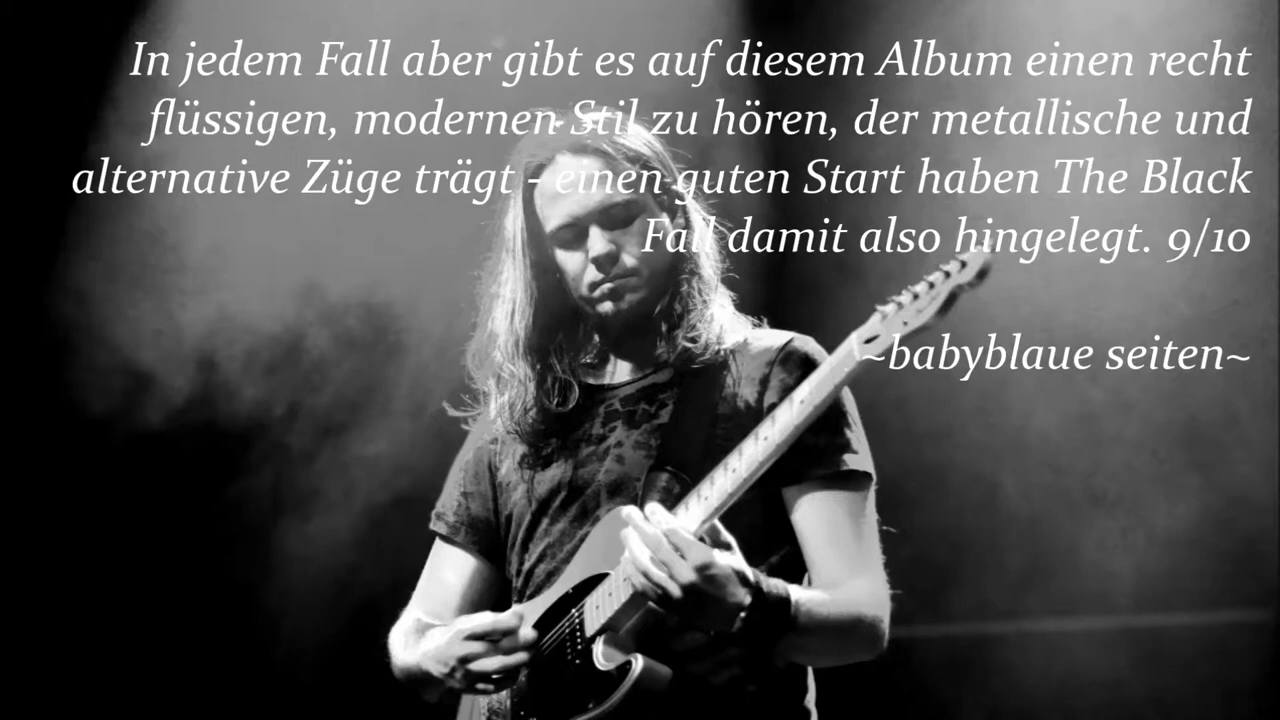 In jedem Fall aber gibt es auf diesem Album einen recht
flüssigen, modernen Stil zu hören, der metallische und
alternative Züge trägt - einen guten Start haben The Black
Fall damit also hingelegt. 9/10
~babyblaue seiten~